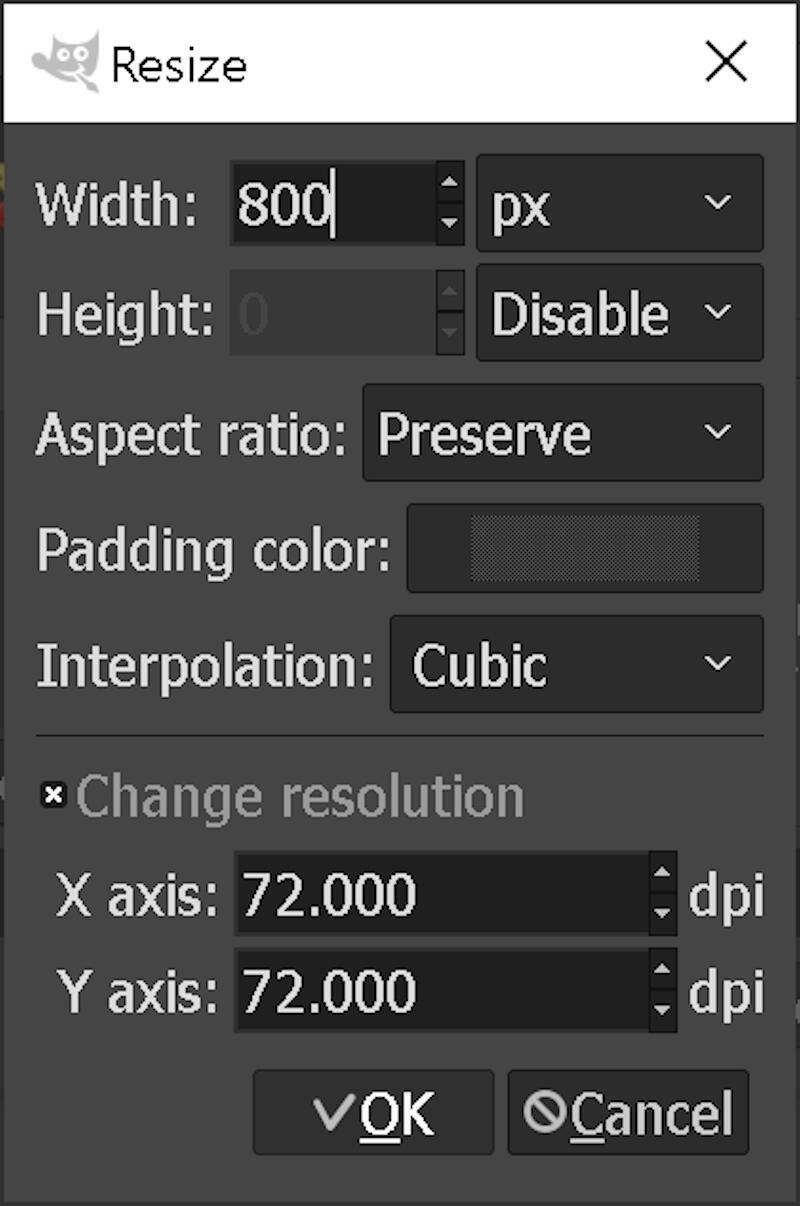 Resize
Width: 800 px
Height: 0 Disable
Aspect ratio: Preserve
Padding color:
Interpolation: Cubic
Change resolution
X axis: 72.000 dpi
Y axis: 72.000 dpi
OK Cancel